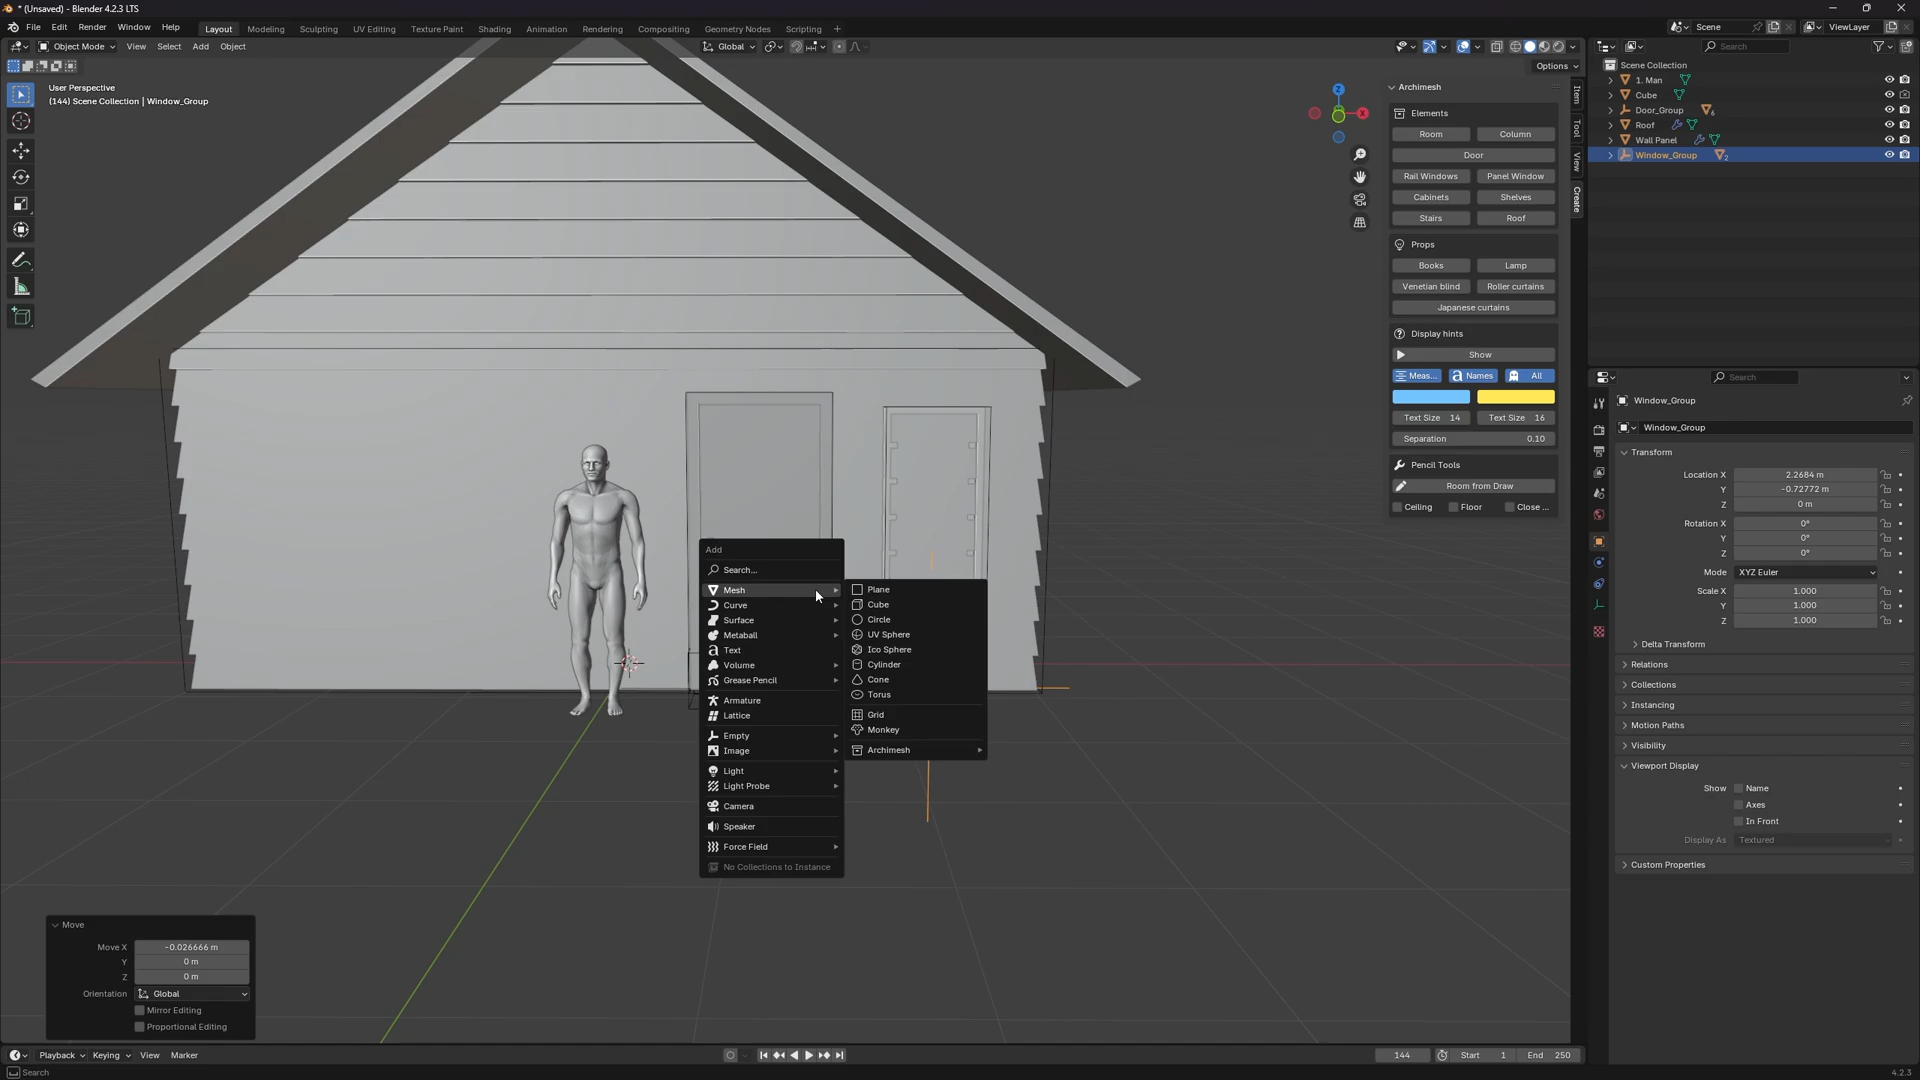 * (Unsaved) - Blender 4.2.3 LTS
File Edit Render Window Help Layout Modeling Sculpting UV Editing Texture Paint Shading Animation Rendering Compositing Geometry Nodes Scripting + Scene ViewLayer
Object Mode View Select Add Object Global Search
Options
User Perspective
(144) Scene Collection | Window_Group
Z
X
Archimesh
Elements
Room Column
Door
Rail Windows Panel Window
Cabinets Shelves
Stairs Roof
Props
Books Lamp
Venetian blind Roller curtains
Japanese curtains
Display hints
Show
Meas... Names All
Text Size 14 Text Size 16
Separation 0.10
Pencil Tools
Room from Draw
Ceiling Floor Close ...
Item
Tool
View
Create
Scene Collection
1. Man
Cube
Door_Group 6
Roof
Wall Panel
Window_Group 2
Search
Window_Group
Window_Group
Transform
Location X 2.2684 m
Y -0.72772 m
Z 0 m
Rotation X 0°
Y 0°
Z 0°
Mode XYZ Euler
Scale X 1.000
Y 1.000
Z 1.000
Delta Transform
Relations
Collections
Instancing
Motion Paths
Visibility
Viewport Display
Show Name
Axes
In Front
Display As Textured
Custom Properties
Add
Search...
Mesh
Curve
Surface
Metaball
Text
Volume
Grease Pencil
Armature
Lattice
Empty
Image
Light
Light Probe
Camera
Speaker
Force Field
No Collections to Instance
Plane
Cube
Circle
UV Sphere
Ico Sphere
Cylinder
Cone
Torus
Grid
Monkey
Archimesh
Move
Move X -0.026666 m
Y 0 m
Z 0 m
Orientation Global
Mirror Editing
Proportional Editing
Playback Keying View Marker 144 Start 1 End 250
Search 4.2.3